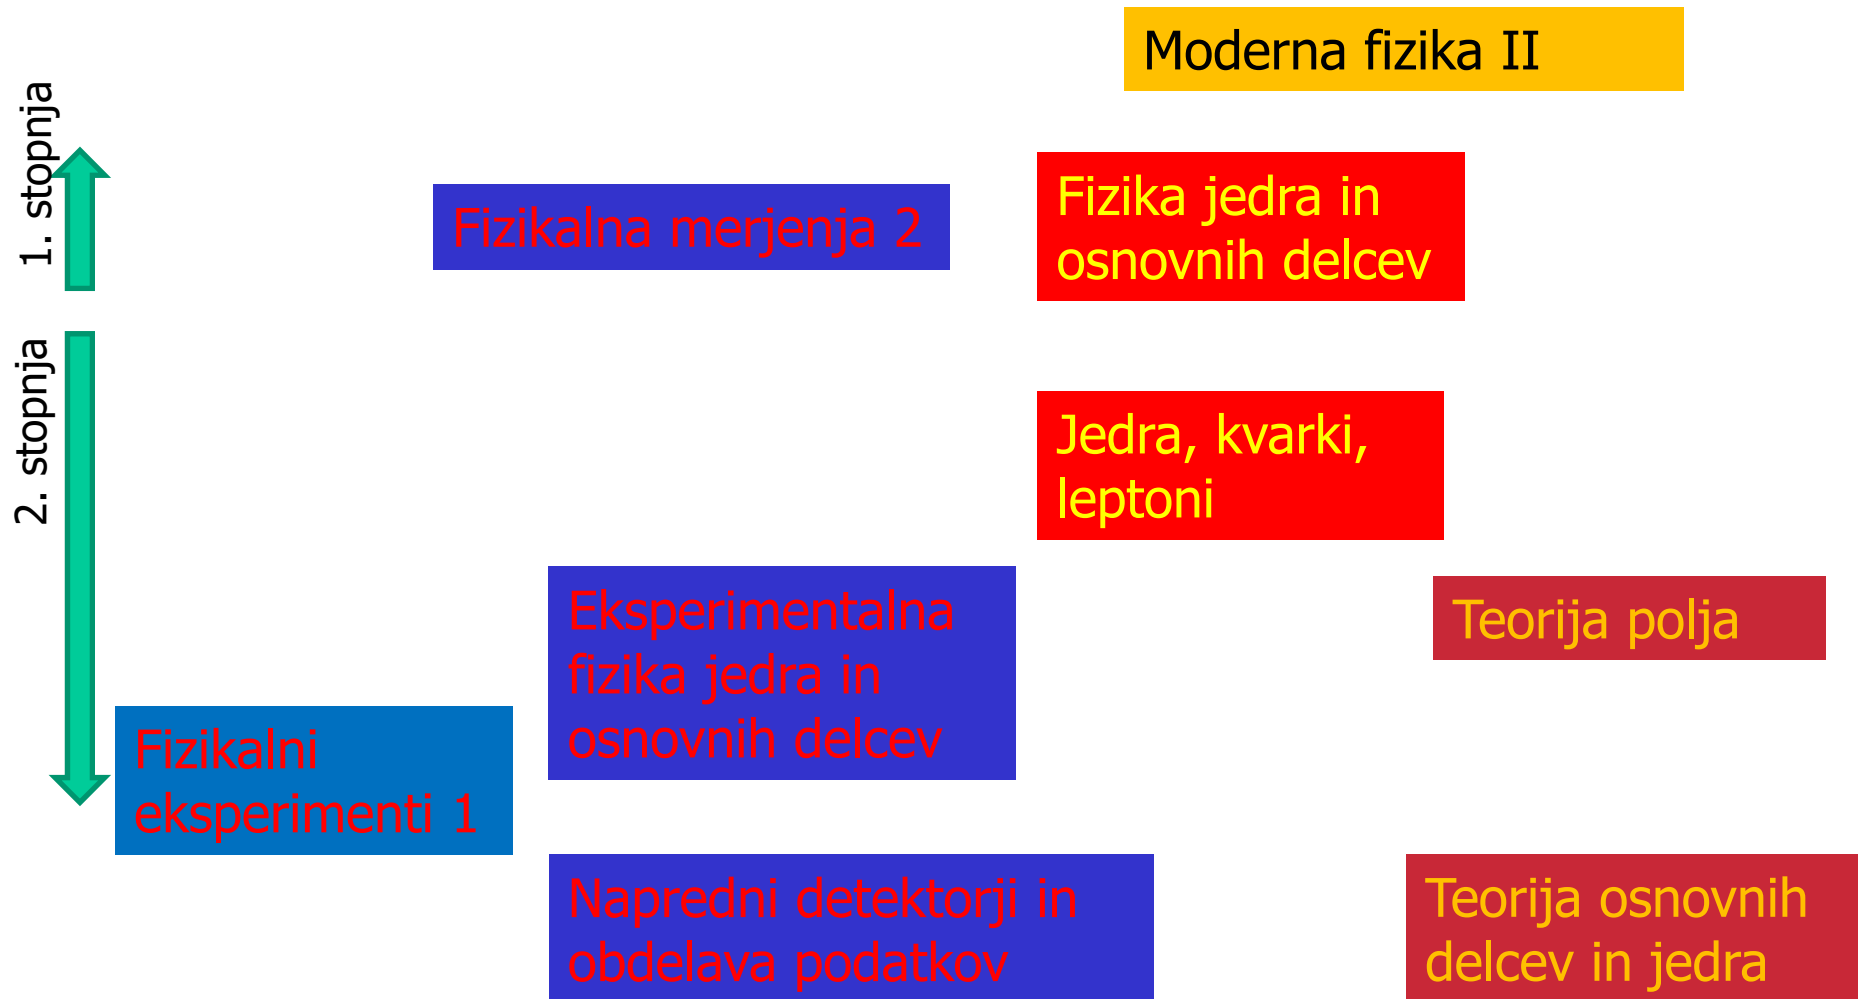 Moderna fizika II
1. stopnja
Fizikalna merjenja 2
Fizika jedra in
osnovnih delcev
2. stopnja
Jedra, kvarki,
leptoni
Eksperimentalna
fizika jedra in
osnovnih delcev
Teorija polja
Fizikalni
eksperimenti 1
Napredni detektorji in
obdelava podatkov
Teorija osnovnih
delcev in jedra